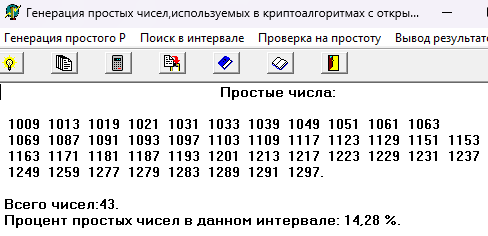 Генерация простых чисел,используемых в криптоалгоритмах с откры...
Генерация простого Р Поиск в интервале Проверка на простоту Вывод результато
Простые числа:
1009 1013 1019 1021 1031 1033 1039 1049 1051 1061 1063
1069 1087 1091 1093 1097 1103 1109 1117 1123 1129 1151 1153
1163 1171 1181 1187 1193 1201 1213 1217 1223 1229 1231 1237
1249 1259 1277 1279 1283 1289 1291 1297.
Всего чисел:43.
Процент простых чисел в данном интервале: 14,28 %.